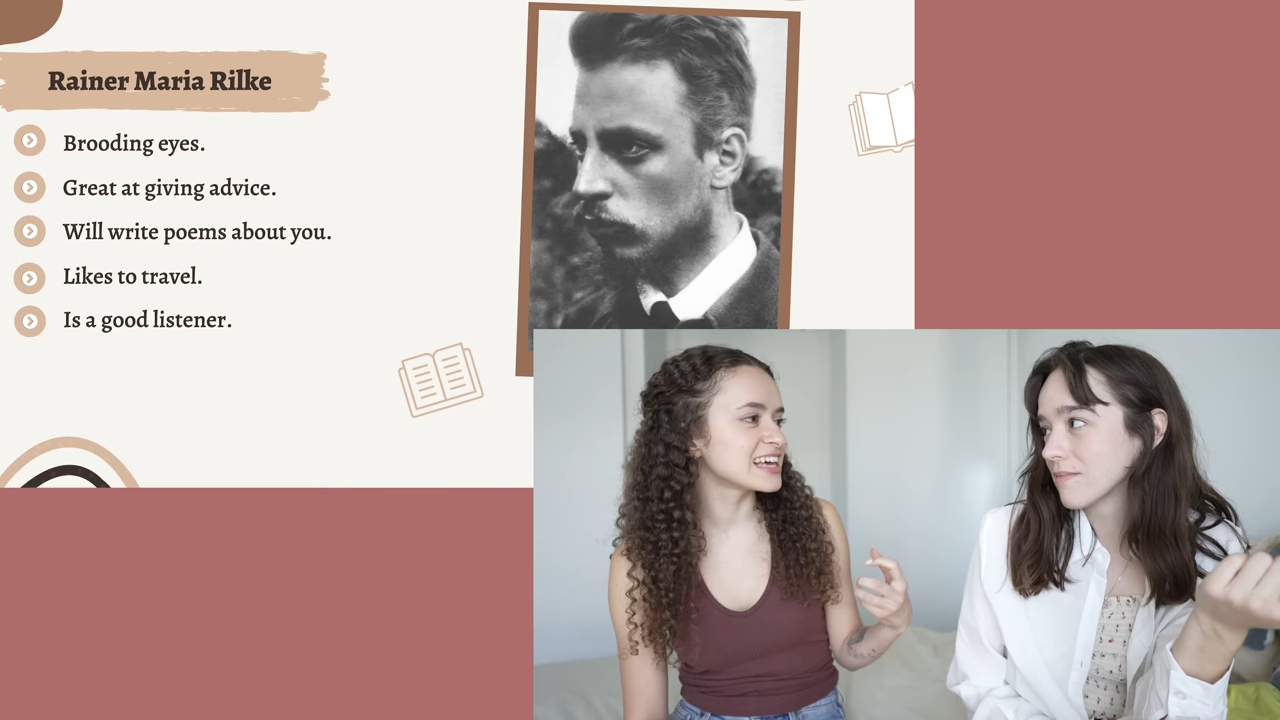 Rainer Maria Rilke
Brooding eyes.
Great at giving advice.
Will write poems about you.
Likes to travel.
Is a good listener.